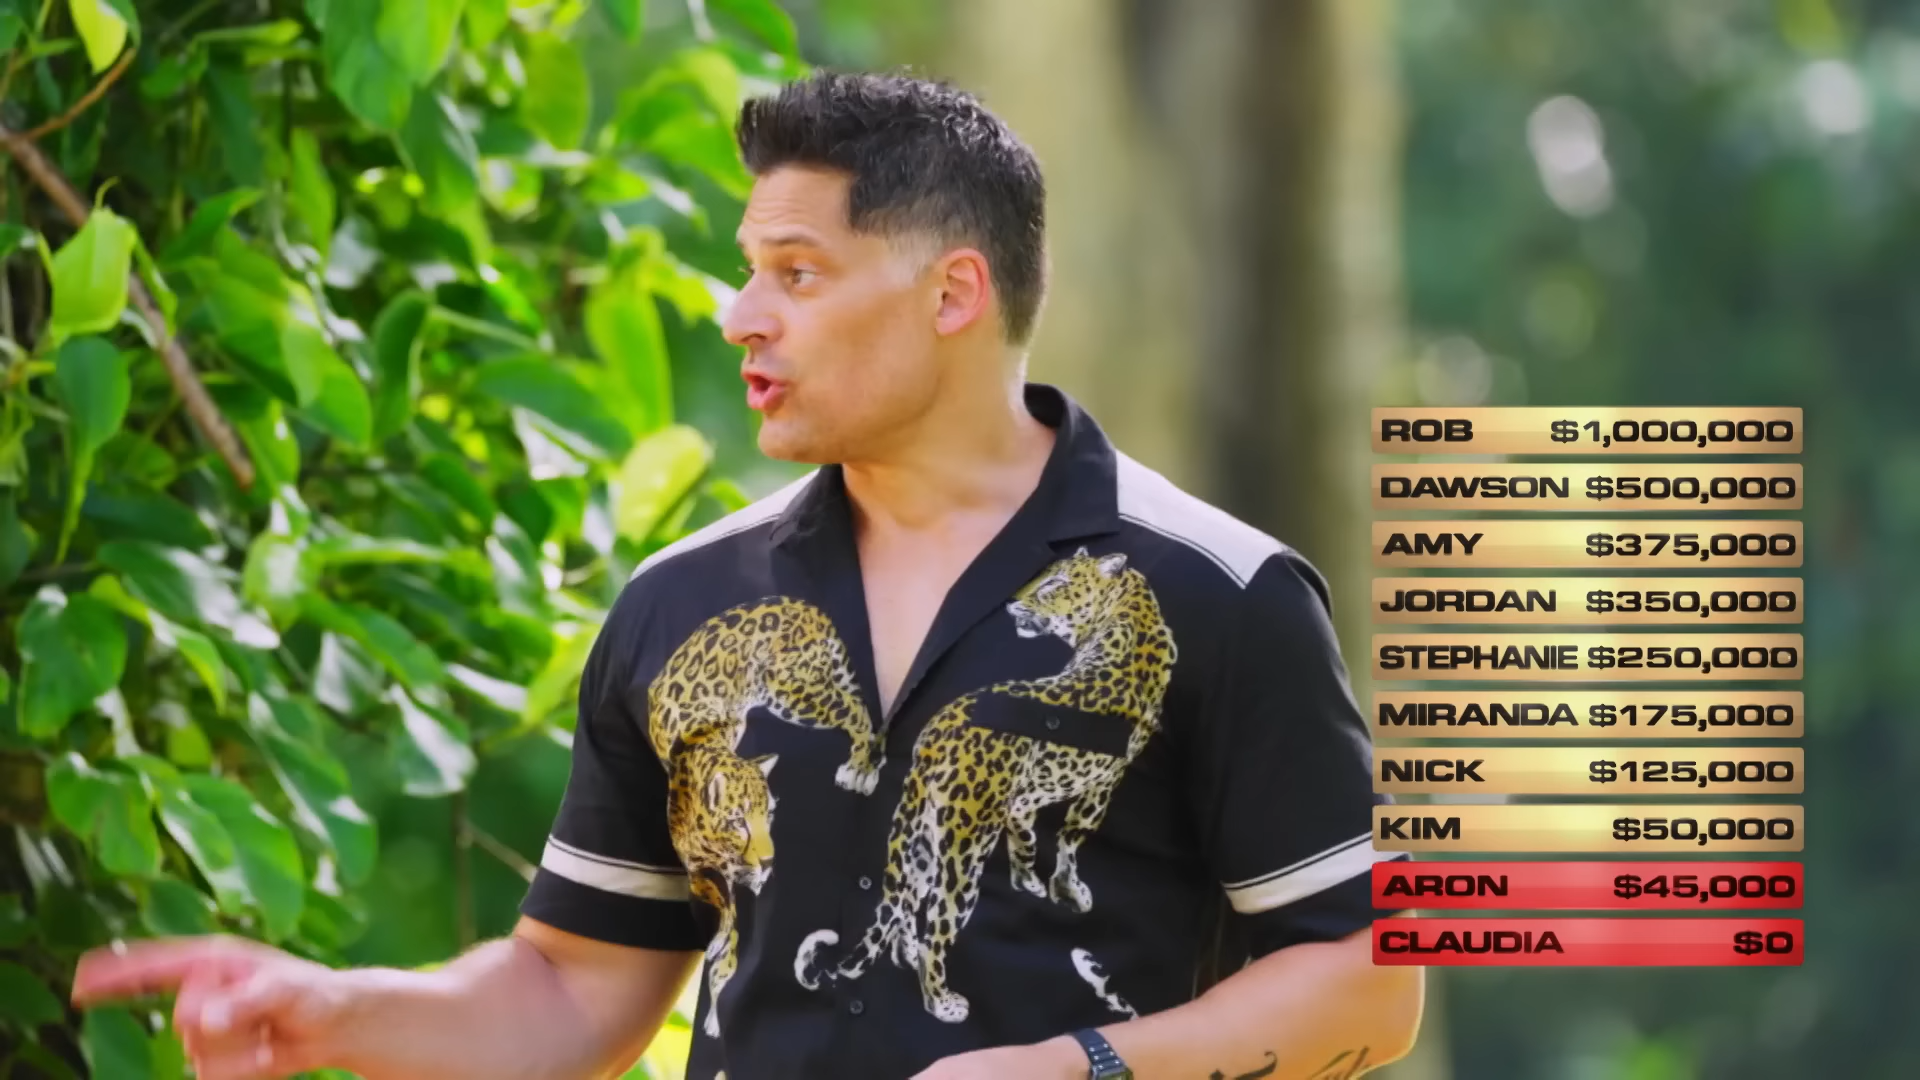 ROB $1,000,000
DAWSON $500,000
AMY $375,000
JORDAN $350,000
STEPHANIE $250,000
MIRANDA $175,000
NICK $125,000
KIM $50,000
ARON $45,000
CLAUDIA $0